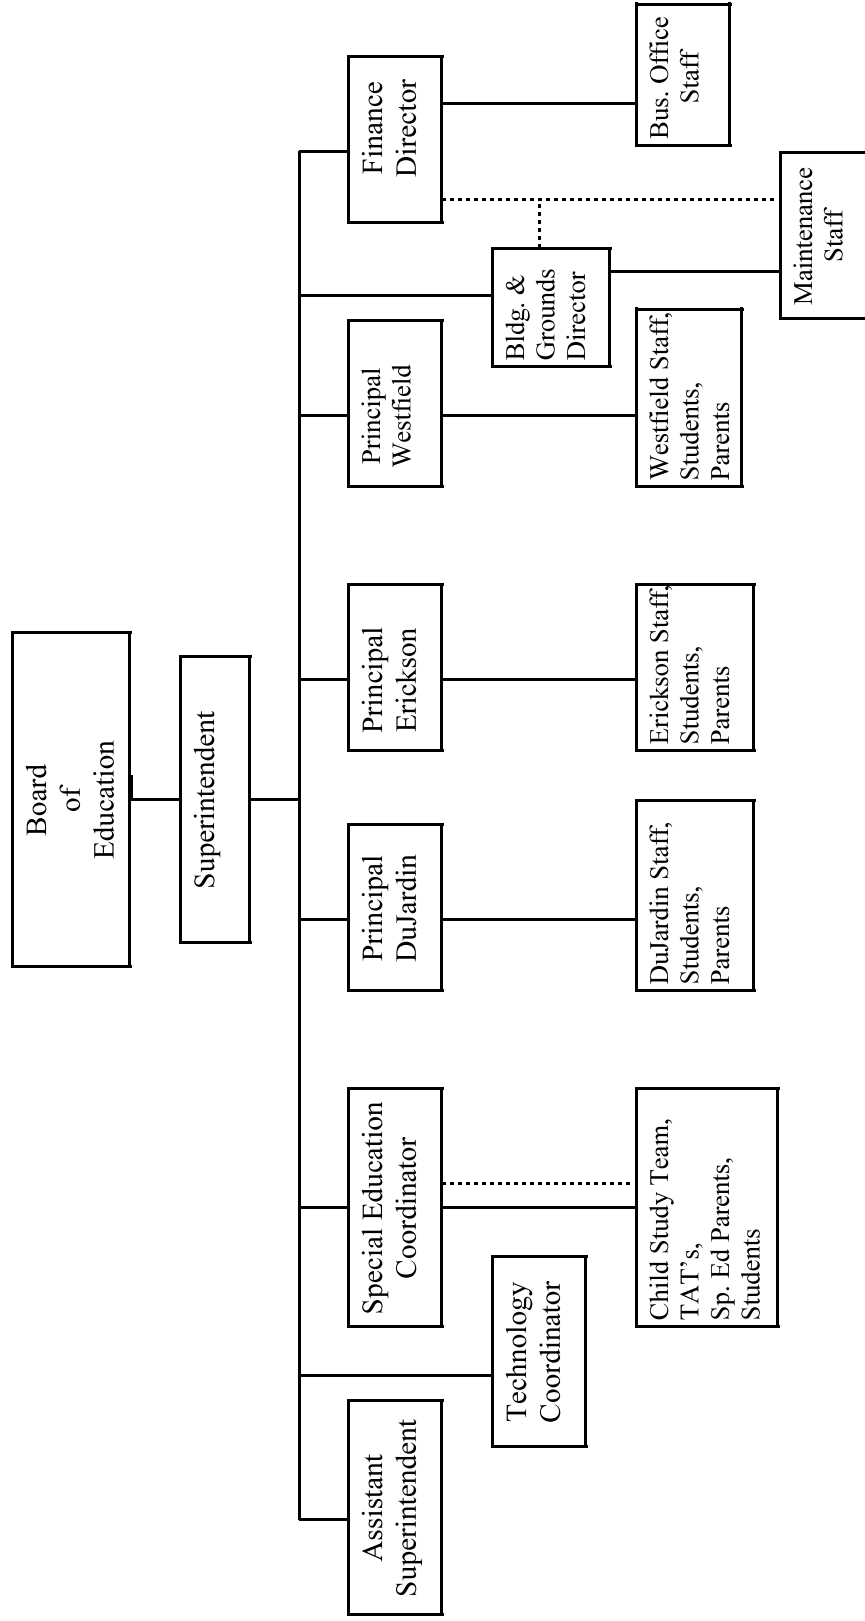 Board
of
Education
Superintendent
Assistant
Superintendent
Technology
Coordinator
Special Education
Coordinator
Child Study Team,
TAT's,
Sp. Ed Parents,
Students
Principal
DuJardin
DuJardin Staff,
Students,
Parents
Principal
Erickson
Erickson Staff,
Students,
Parents
Principal
Westfield
Westfield Staff,
Students,
Parents
Bldg. &
Grounds
Director
Maintenance
Staff
Finance
Director
Bus. Office
Staff